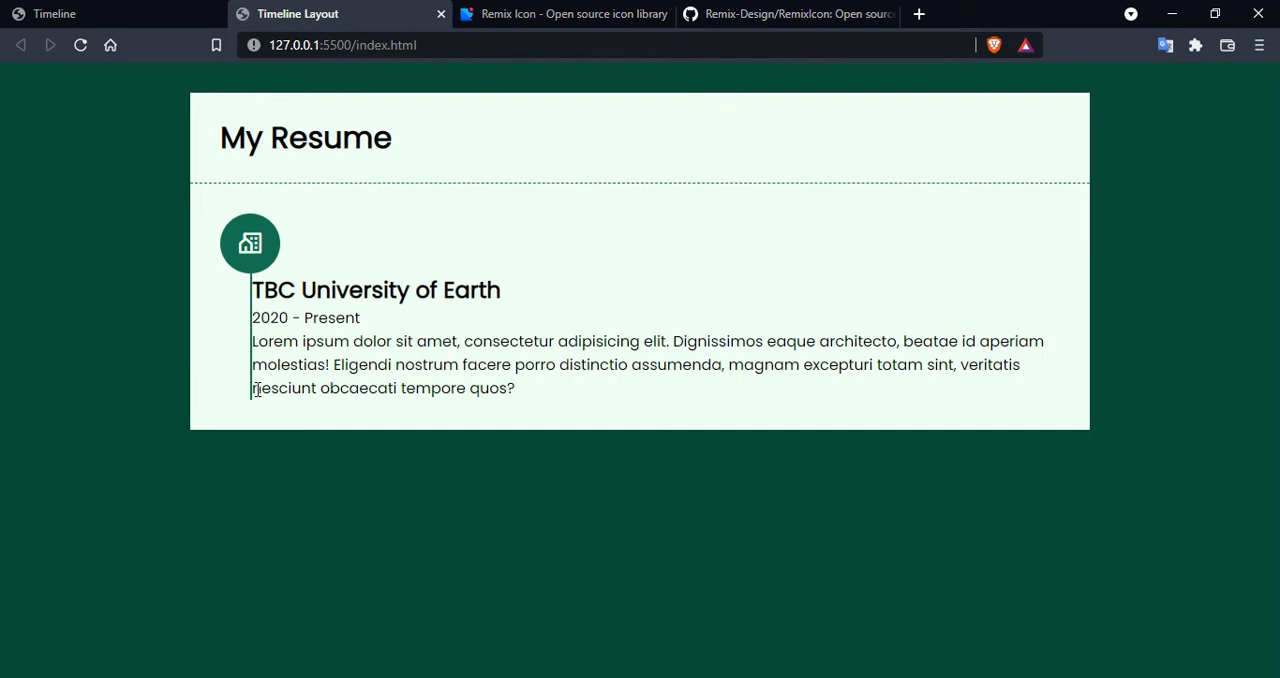 Timeline
Timeline Layout
Remix Icon - Open source icon library
Remix-Design/RemixIcon: Open sourc
127.0.0.1:5500/index.html
My Resume
TBC University of Earth
2020 - Present
Lorem ipsum dolor sit amet, consectetur adipisicing elit. Dignissimos eaque architecto, beatae id aperiam
molestias! Eligendi nostrum facere porro distinctio assumenda, magnam excepturi totam sint, veritatis
nesciunt obcaecati tempore quos?